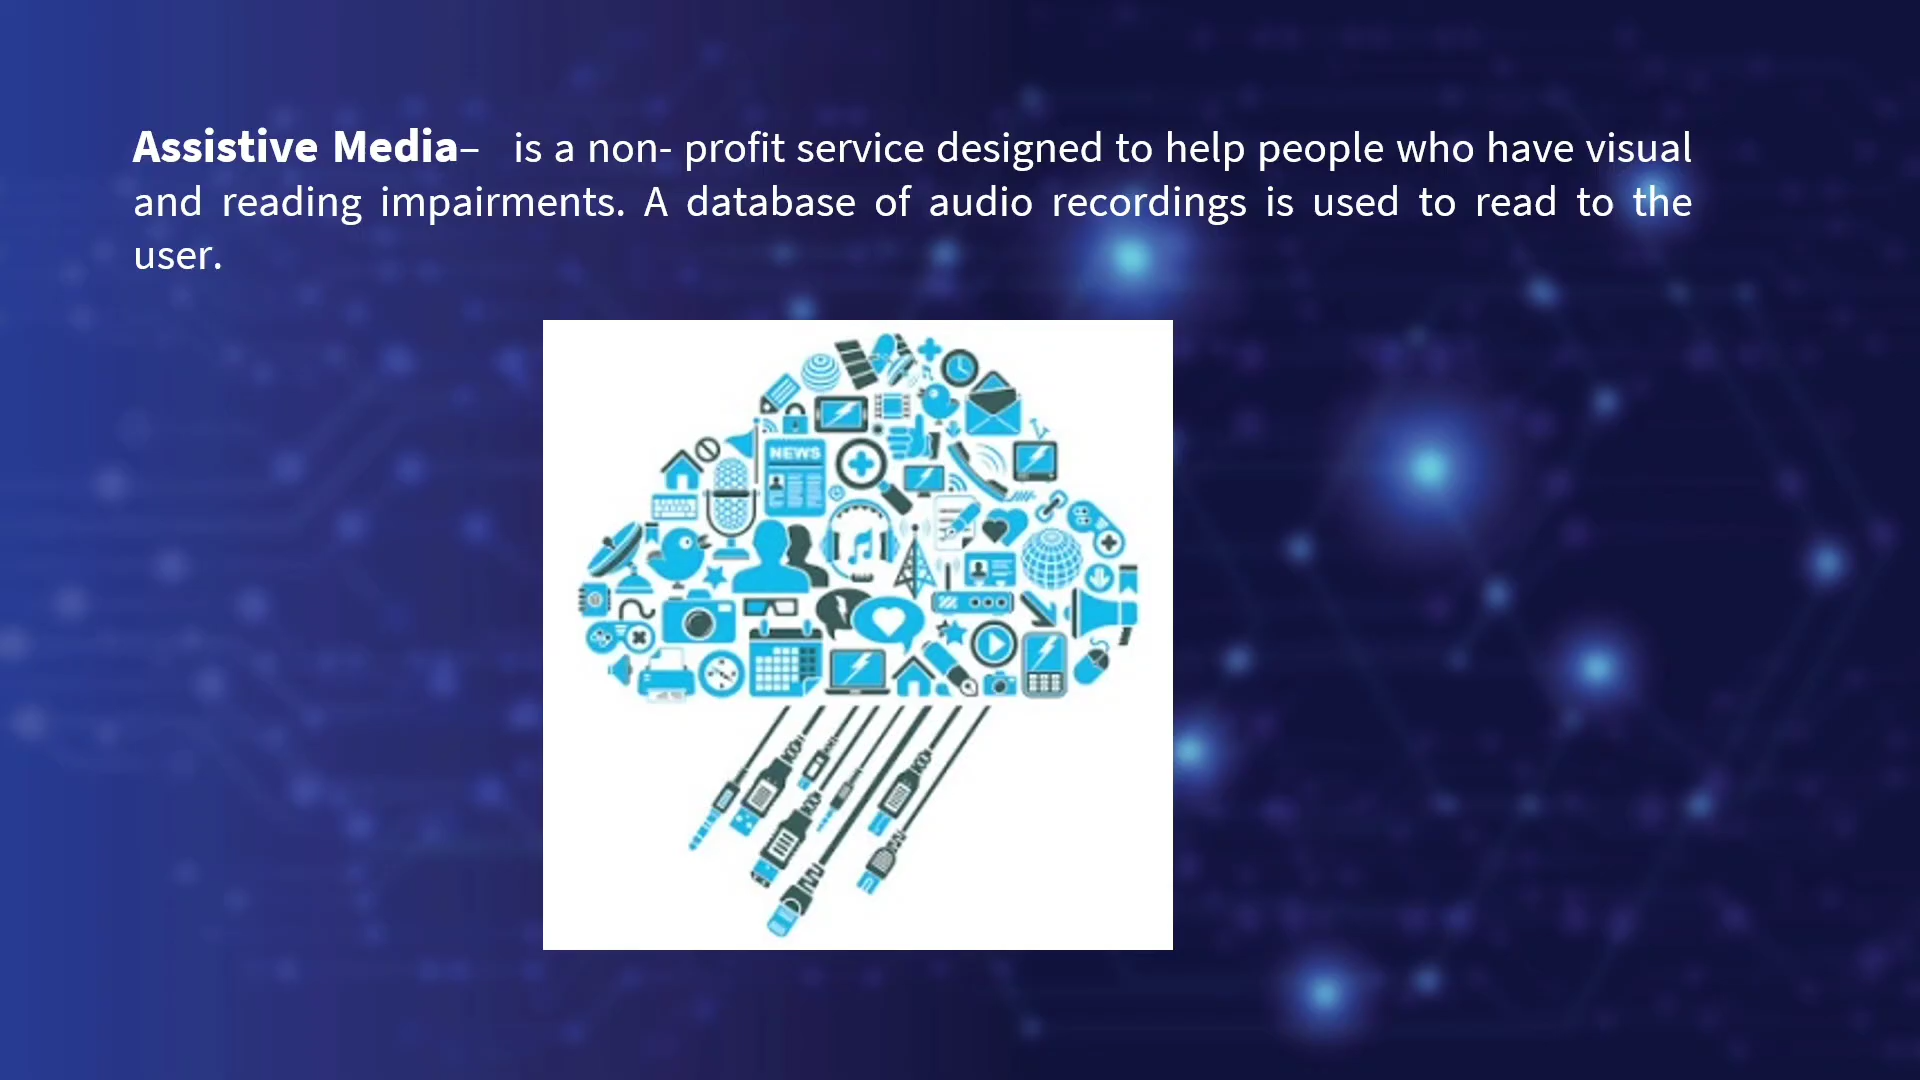 Assistive Media– is a non- profit service designed to help people who have visual
and reading impairments. A database of audio recordings is used to read to the
user.
NEWS